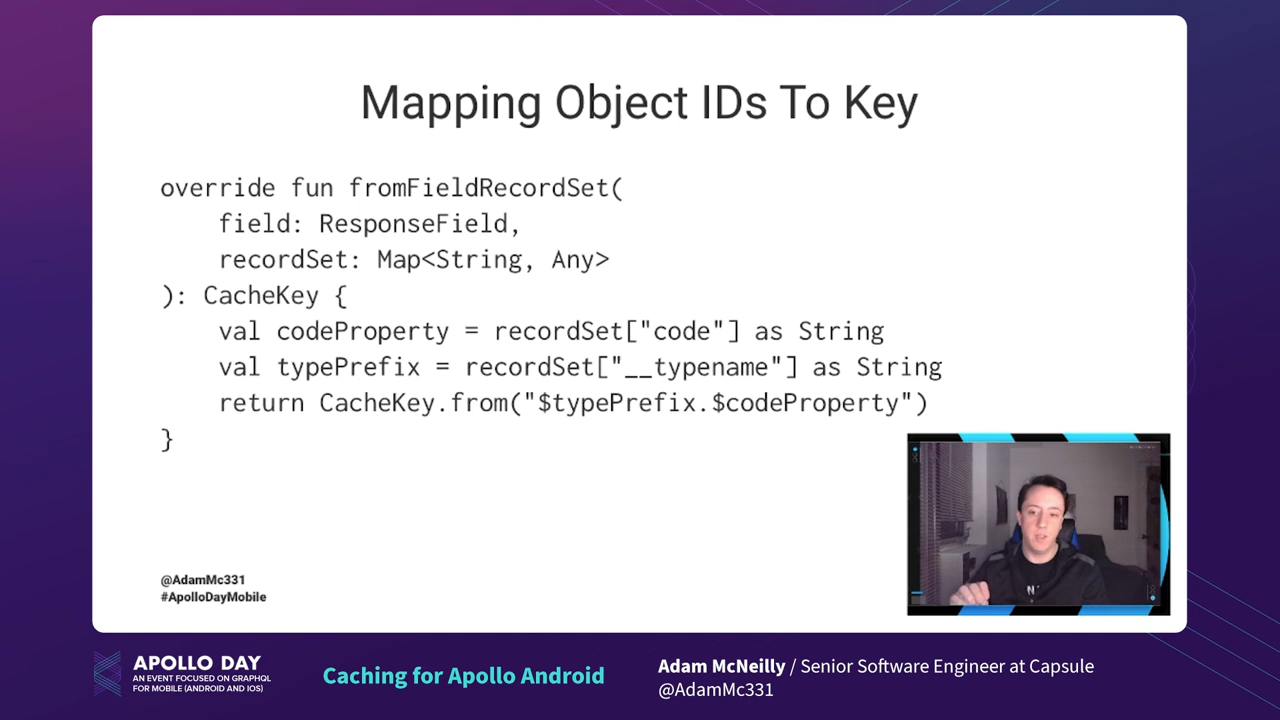 Mapping Object IDs To Key
override fun fromFieldRecordSet(
    field: ResponseField,
    recordSet: Map<String, Any>
): CacheKey {
    val codeProperty = recordSet["code"] as String
    val typePrefix = recordSet["__typename"] as String
    return CacheKey.from("$typePrefix.$codeProperty")
}
@AdamMc331
#ApolloDayMobile
APOLLO DAY
AN EVENT FOCUSED ON GRAPHQL
FOR MOBILE (ANDROID AND IOS)
Caching for Apollo Android
Adam McNeilly / Senior Software Engineer at Capsule
@AdamMc331